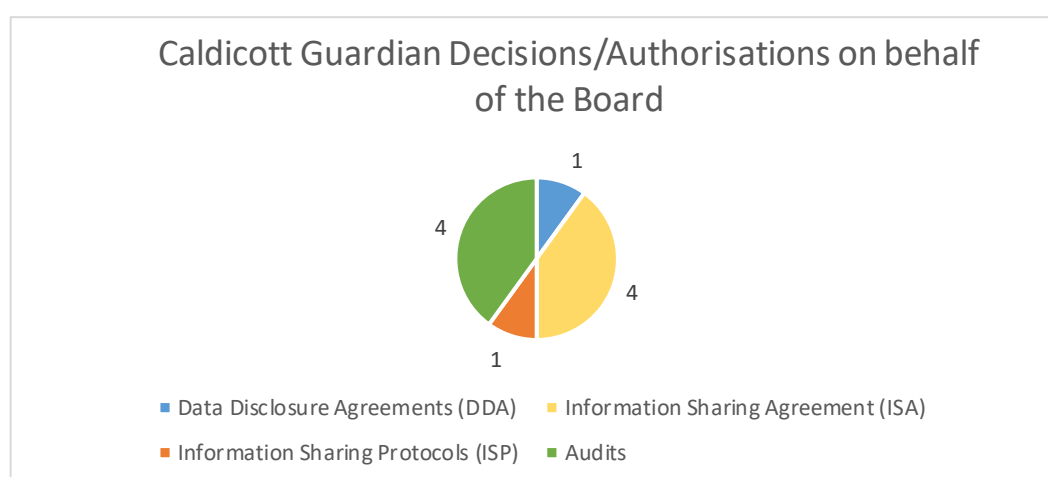 Caldicott Guardian Decisions/Authorisations on behalf
of the Board
1
4
4
1
Data Disclosure Agreements (DDA)
Information Sharing Agreement (ISA)
Information Sharing Protocols (ISP)
Audits